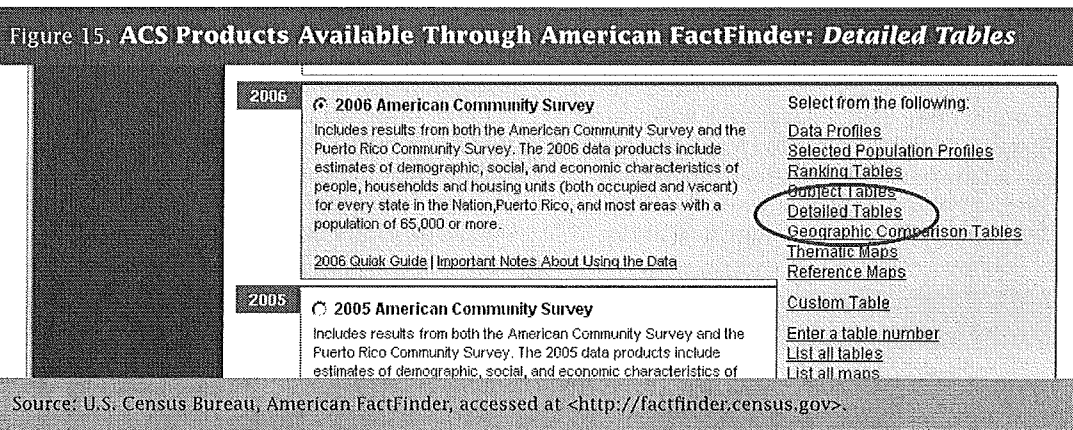 Figure 15. ACS Products Available Through American FactFinder: Detailed Tables
2006
2006 American Community Survey
Includes results from both the American Community Survey and the
Puerto Rico Community Survey. The 2006 data products include
estimates of demographic, social, and economic characteristics of
people, households and housing units (both occupied and vacant)
for every state in the Nation,Puerto Rico, and most areas with a
population of 65,000 or more.
2006 Quick Guide | Important Notes About Using the Data
Select from the following:
Data Profiles
Selected Population Profiles
Ranking Tables
Subject Tables
Detailed Tables
Geographic Comparison Tables
Thematic Maps
Reference Maps
Custom Table
Enter a table number
List all tables
List all maps
2005
2005 American Community Survey
Includes results from both the American Community Survey and the
Puerto Rico Community Survey. The 2005 data products include
estimates of demographic, social, and economic characteristics of
Source: U.S. Census Bureau, American FactFinder, accessed at <http://factfinder.census.gov>.